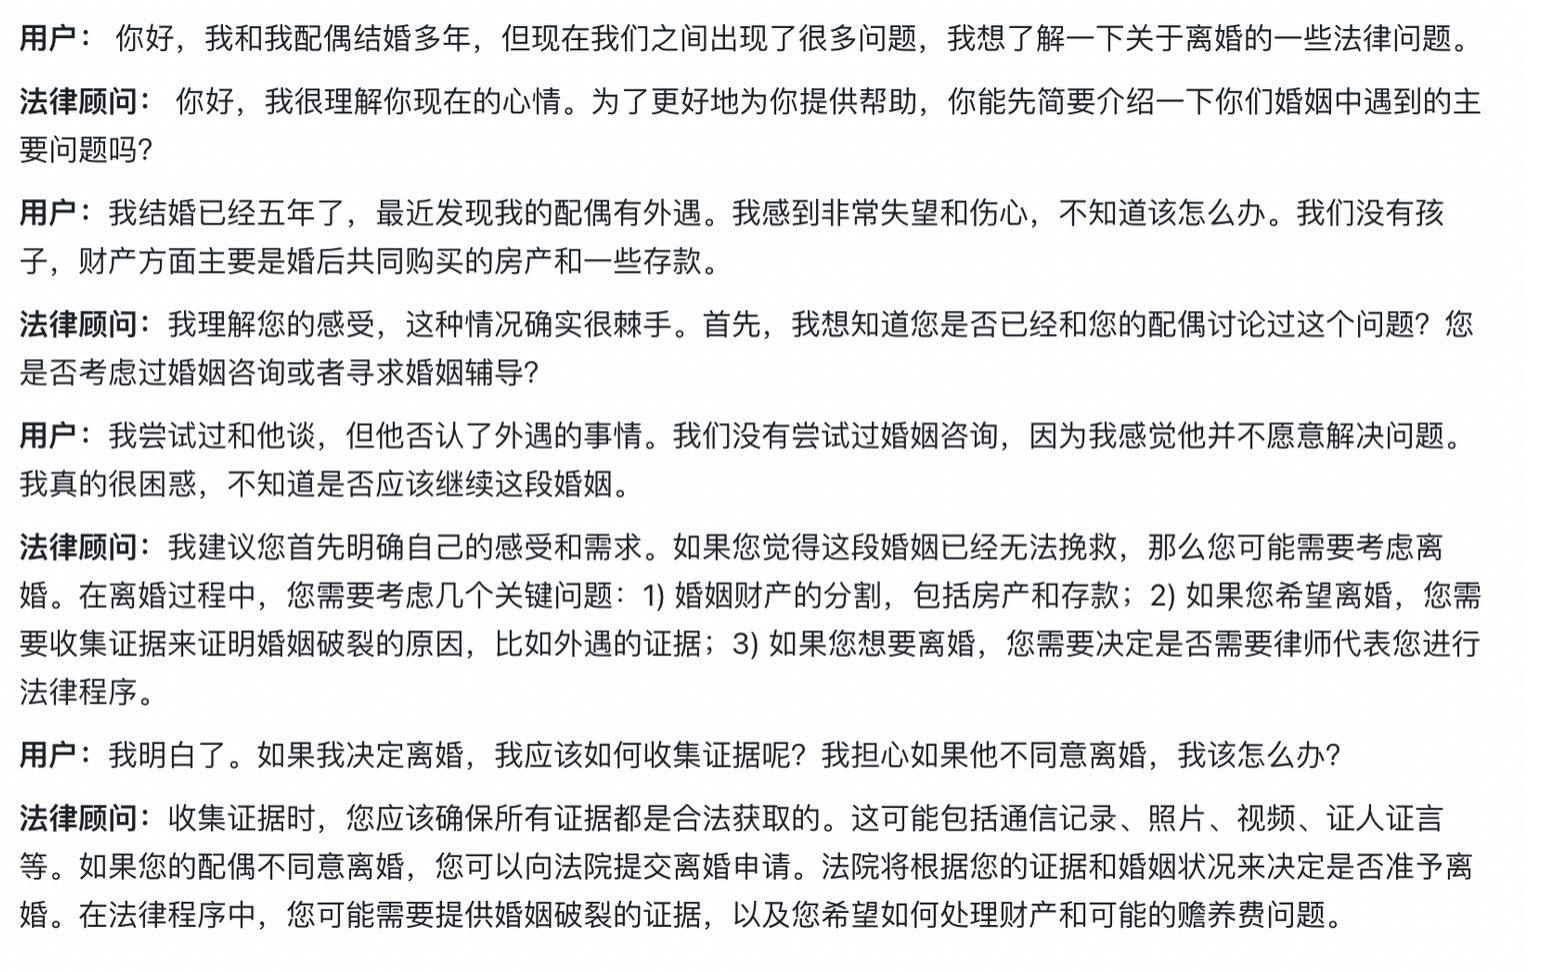 用户： 你好，我和我配偶结婚多年，但现在我们之间出现了很多问题，我想了解一下关于离婚的一些法律问题。
法律顾问： 你好，我很理解你现在的心情。为了更好地为你提供帮助，你能先简要介绍一下你们婚姻中遇到的主
要问题吗？
用户：我结婚已经五年了，最近发现我的配偶有外遇。我感到非常失望和伤心，不知道该怎么办。我们没有孩
子，财产方面主要是婚后共同购买的房产和一些存款。
法律顾问：我理解您的感受，这种情况确实很棘手。首先，我想知道您是否已经和您的配偶讨论过这个问题？您
是否考虑过婚姻咨询或者寻求婚姻辅导？
用户：我尝试过和他谈，但他否认了外遇的事情。我们没有尝试过婚姻咨询，因为我感觉他并不愿意解决问题。
我真的很困惑，不知道是否应该继续这段婚姻。
法律顾问：我建议您首先明确自己的感受和需求。如果您觉得这段婚姻已经无法挽救，那么您可能需要考虑离
婚。在离婚过程中，您需要考虑几个关键问题：1) 婚姻财产的分割，包括房产和存款；2) 如果您希望离婚，您需
要收集证据来证明婚姻破裂的原因，比如外遇的证据；3) 如果您想要离婚，您需要决定是否需要律师代表您进行
法律程序。
用户：我明白了。如果我决定离婚，我应该如何收集证据呢？我担心如果他不同意离婚，我该怎么办？
法律顾问：收集证据时，您应该确保所有证据都是合法获取的。这可能包括通信记录、照片、视频、证人证言
等。如果您的配偶不同意离婚，您可以向法院提交离婚申请。法院将根据您的证据和婚姻状况来决定是否准予离
婚。在法律程序中，您可能需要提供婚姻破裂的证据，以及您希望如何处理财产和可能的赡养费问题。